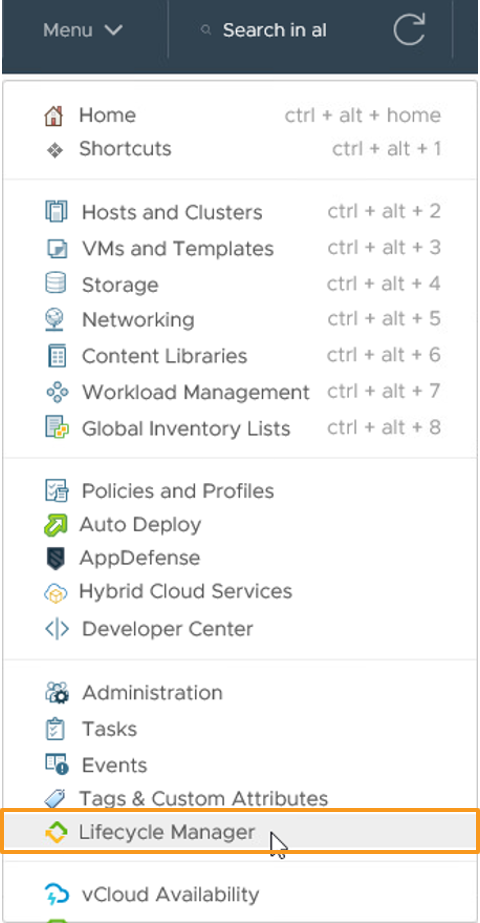 Menu Search in al
Home ctrl + alt + home
Shortcuts ctrl + alt + 1
Hosts and Clusters ctrl + alt + 2
VMs and Templates ctrl + alt + 3
Storage ctrl + alt + 4
Networking ctrl + alt + 5
Content Libraries ctrl + alt + 6
Workload Management ctrl + alt + 7
Global Inventory Lists ctrl + alt + 8
Policies and Profiles
Auto Deploy
AppDefense
Hybrid Cloud Services
Developer Center
Administration
Tasks
Events
Tags & Custom Attributes
Lifecycle Manager
vCloud Availability